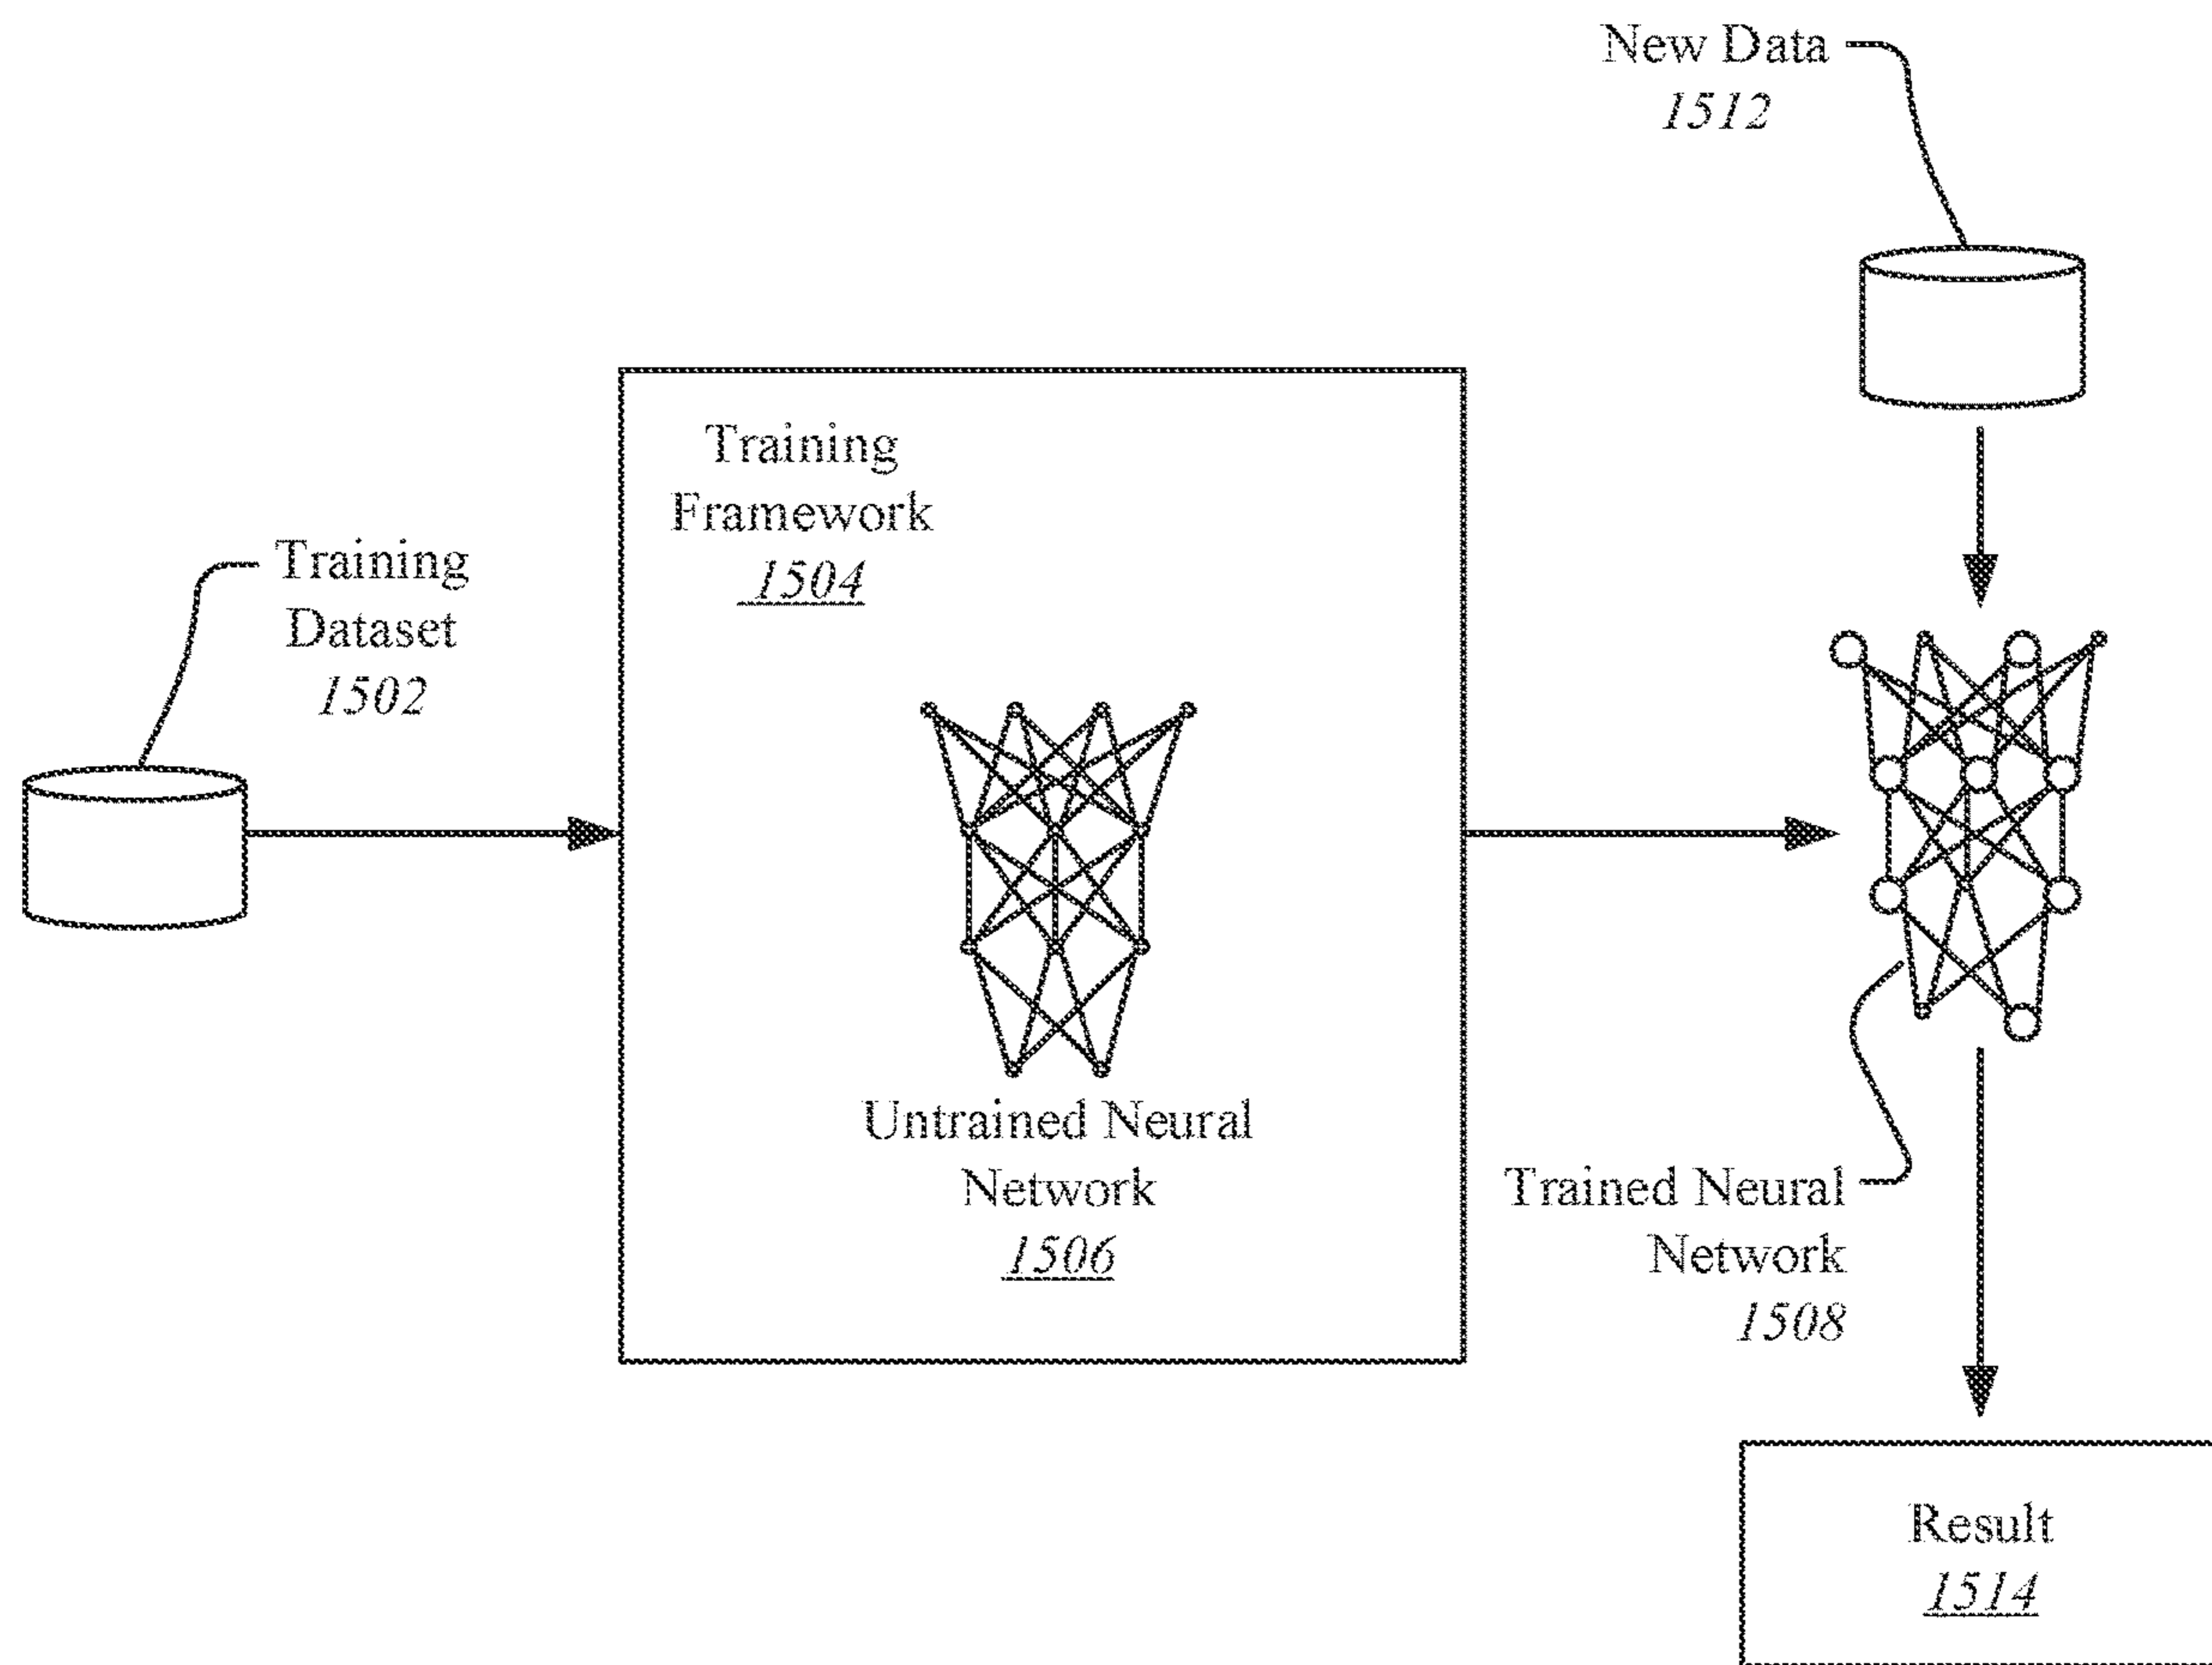 New Data
1512
Training
Framework
1504
Training
Dataset
1502
Untrained Neural
Network
1506
Trained Neural
Network
1508
Result
1514